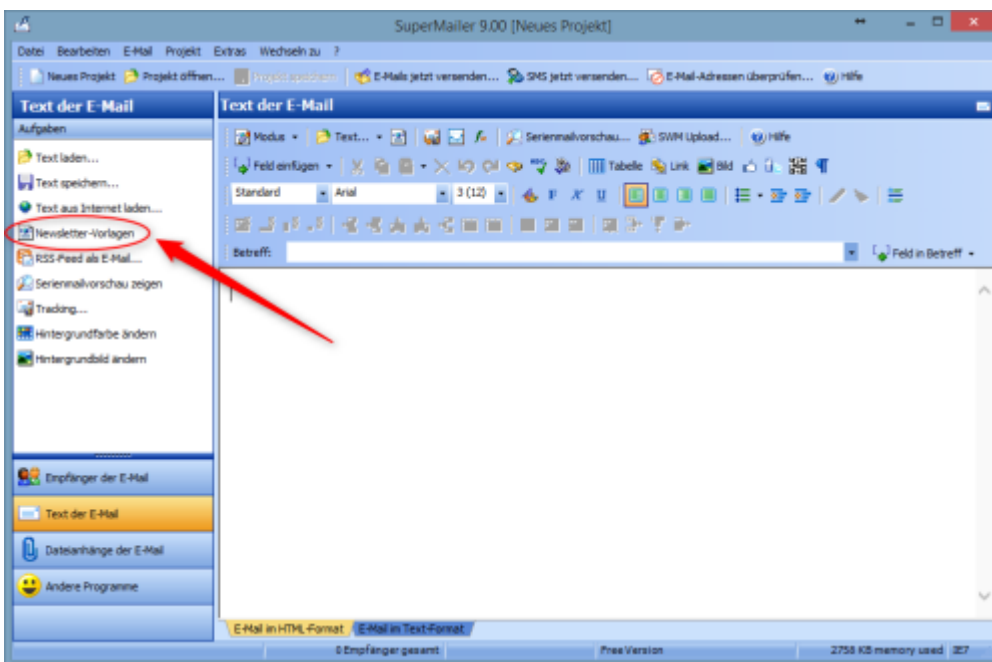 SuperMailer 9.00 [Neues Projekt]
Datei Bearbeiten E-Mail Projekt Extras Wechseln zu ?
Neues Projekt Projekt öffnen... Projekt speichern E-Mails jetzt versenden... SMS jetzt versenden... E-Mail-Adressen überprüfen... Hilfe
Text der E-Mail
Aufgaben
Text laden...
Text speichern...
Text aus Internet laden...
Newsletter-Vorlagen
RSS-Feed als E-Mail...
Serienmailvorschau zeigen
Tracking...
Hintergrundfarbe ändern
Hintergrundbild ändern
Empfänger der E-Mail
Text der E-Mail
Dateianhänge der E-Mail
Andere Programme
Text der E-Mail
Modus Text... Serienmailvorschau... SWM Upload... Hilfe
Feld einfügen Tabelle Link Bild
Standard Arial 3 (12) F K U
Betreff: Feld in Betreff
E-Mail im HTML-Format E-Mail im Text-Format
0 Empfänger gesamt Free Version 2758 KB memory used IE7